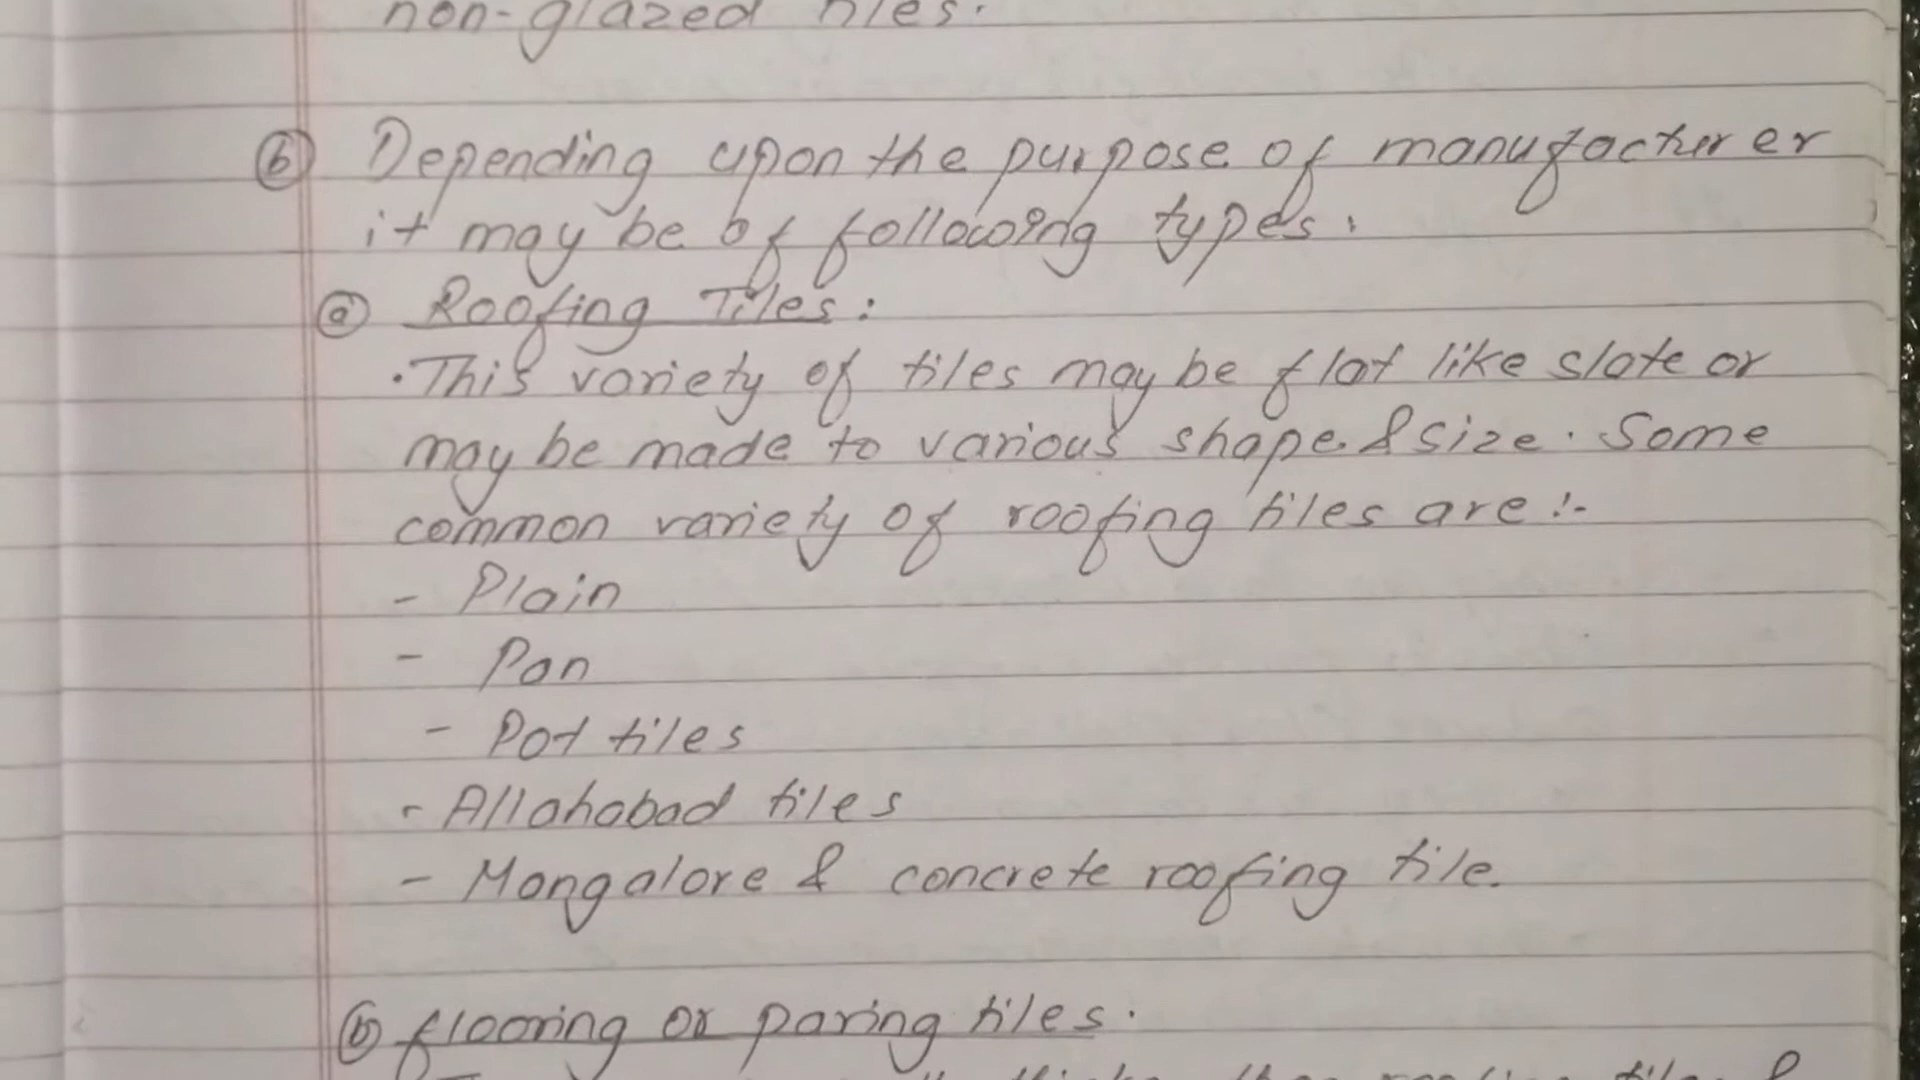 non-glazed tiles.
(b) Depending upon the purpose of manufacturer
it may be of following types.
(a) Roofing Tiles:
.This variety of tiles may be flat like slate or
may be made to various shape & size. Some
common variety of roofing tiles are :-
- Plain
- Pan
- Pot tiles
- Allahabad tiles
- Mangalore & concrete roofing tile.
(b) flooring or paving tiles.